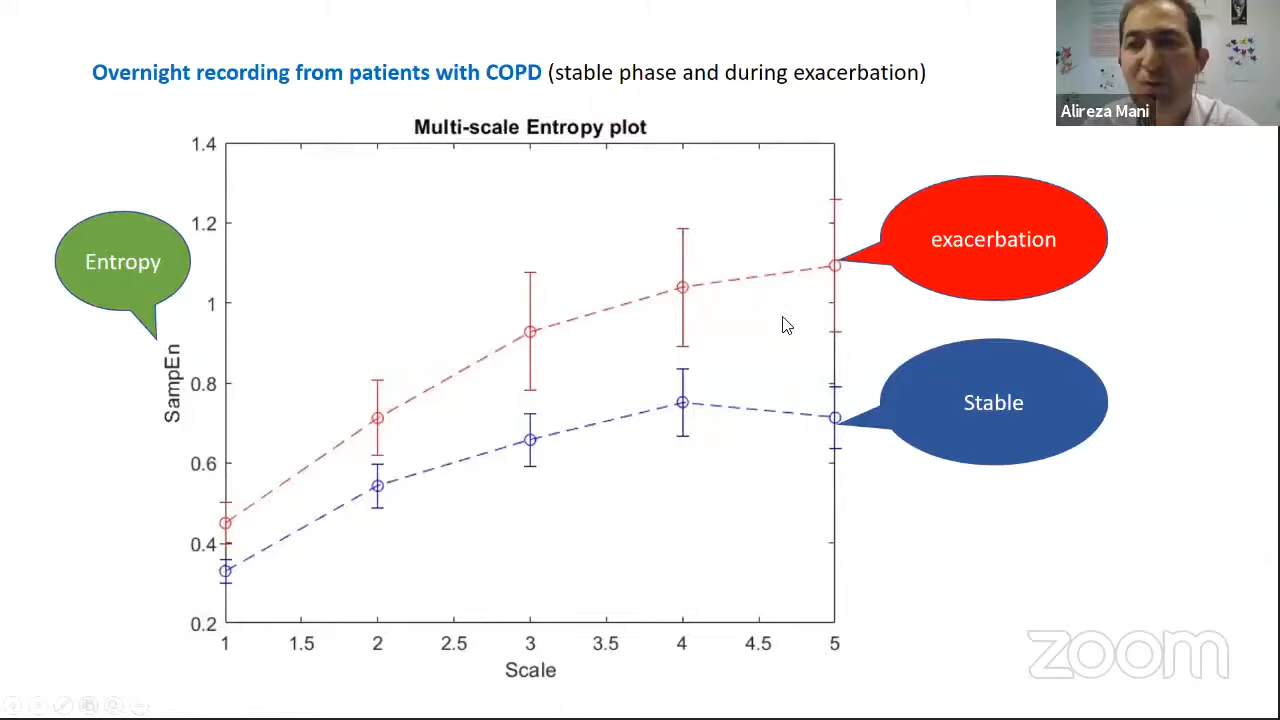 Overnight recording from patients with COPD (stable phase and during exacerbation)
Alireza Mani
Multi-scale Entropy plot
1.4
1.2
1
0.8
0.6
0.4
0.2
SampEn
Entropy
exacerbation
Stable
1 1.5 2 2.5 3 3.5 4 4.5 5
Scale
zoom